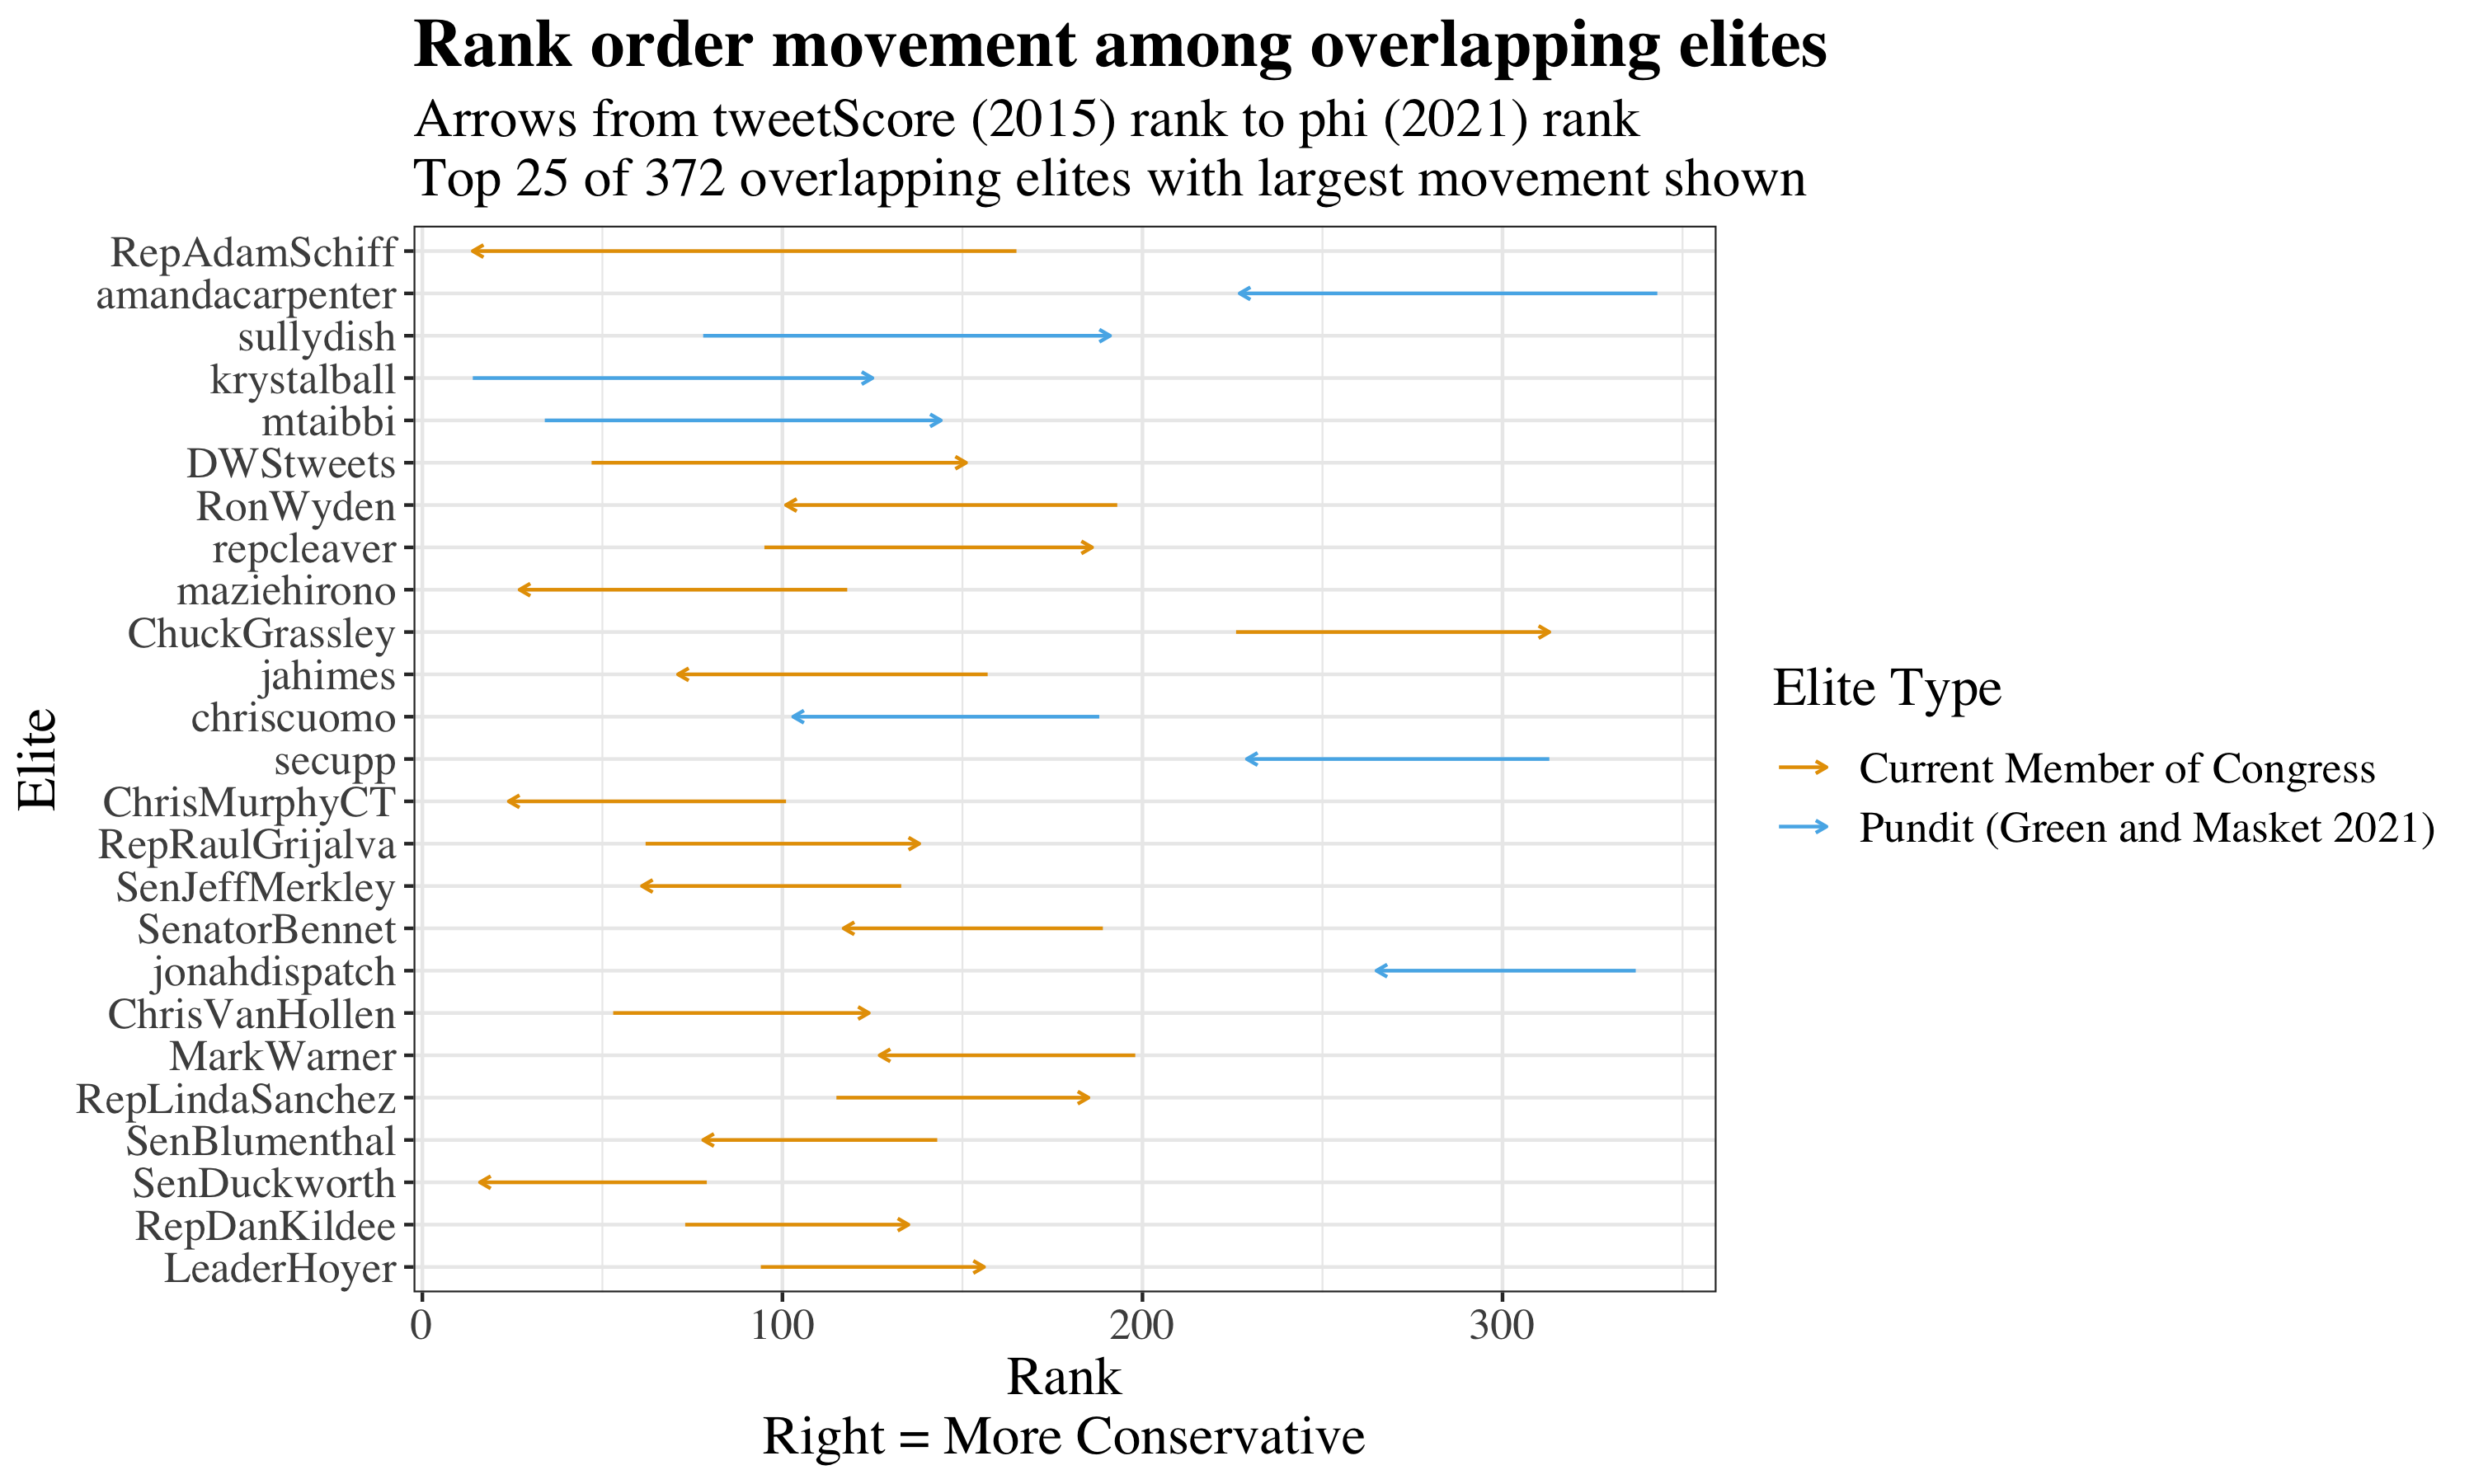 Rank order movement among overlapping elites
Arrows from tweetScore (2015) rank to phi (2021) rank
Top 25 of 372 overlapping elites with largest movement shown
Elite
RepAdamSchiff
amandacarpenter
sullydish
krystalball
mtaibbi
DWStweets
RonWyden
repcleaver
maziehirono
ChuckGrassley
jahimes
chriscuomo
secupp
ChrisMurphyCT
RepRaulGrijalva
SenJeffMerkley
SenatorBennet
jonahdispatch
ChrisVanHollen
MarkWarner
RepLindaSanchez
SenBlumenthal
SenDuckworth
RepDanKildee
LeaderHoyer
0 100 200 300
Rank
Right = More Conservative
Elite Type
Current Member of Congress
Pundit (Green and Masket 2021)